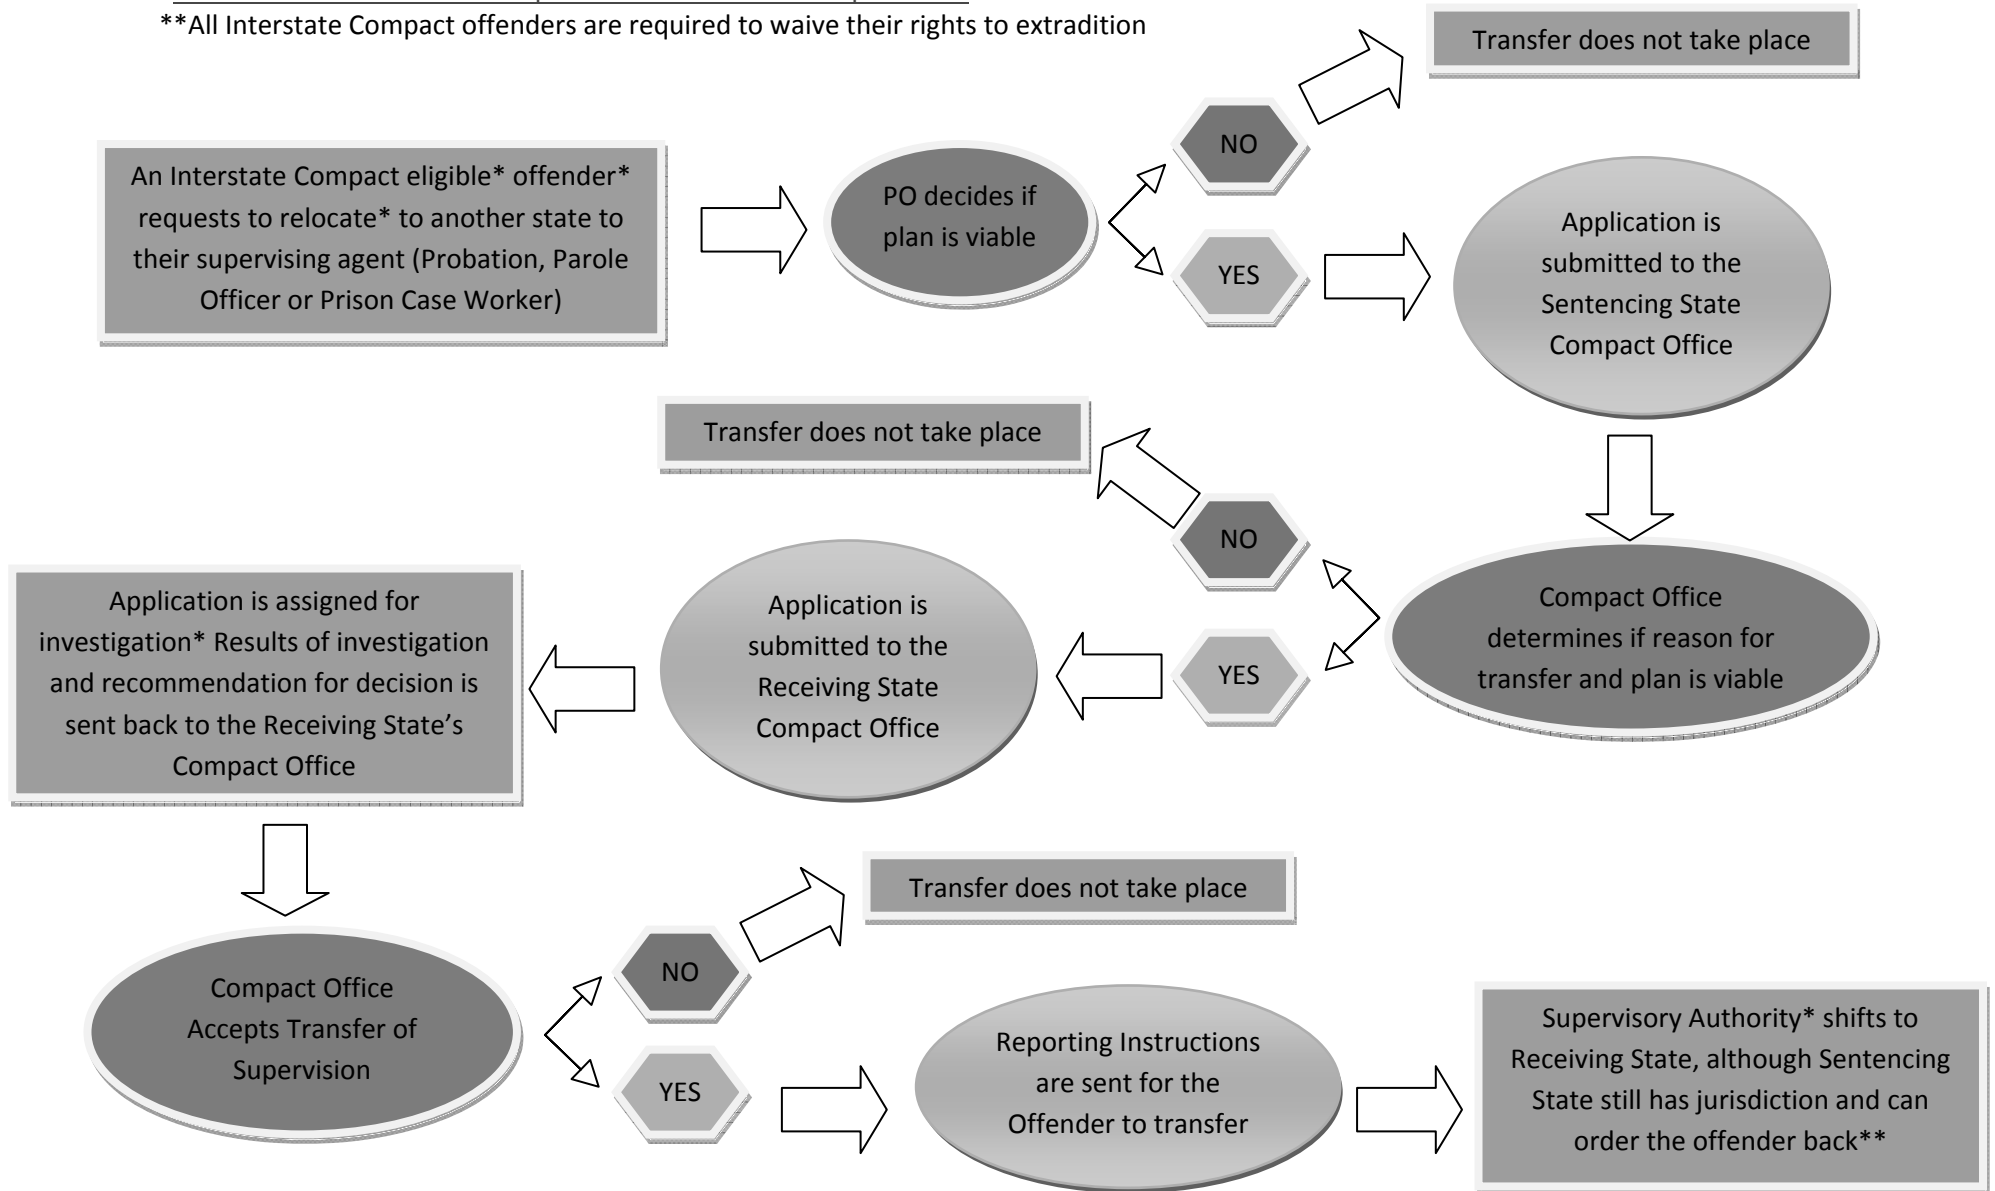 **All Interstate Compact offenders are required to waive their rights to extradition
Transfer does not take place
An Interstate Compact eligible* offender*
requests to relocate* to another state to
their supervising agent (Probation, Parole
Officer or Prison Case Worker)
PO decides if
plan is viable
NO
YES
Application is
submitted to the
Sentencing State
Compact Office
Compact Office
determines if reason for
transfer and plan is viable
NO
Transfer does not take place
YES
Application is
submitted to the
Receiving State
Compact Office
Application is assigned for
investigation* Results of investigation
and recommendation for decision is
sent back to the Receiving State’s
Compact Office
Compact Office
Accepts Transfer of
Supervision
NO
Transfer does not take place
YES
Reporting Instructions
are sent for the
Offender to transfer
Supervisory Authority* shifts to
Receiving State, although Sentencing
State still has jurisdiction and can
order the offender back**